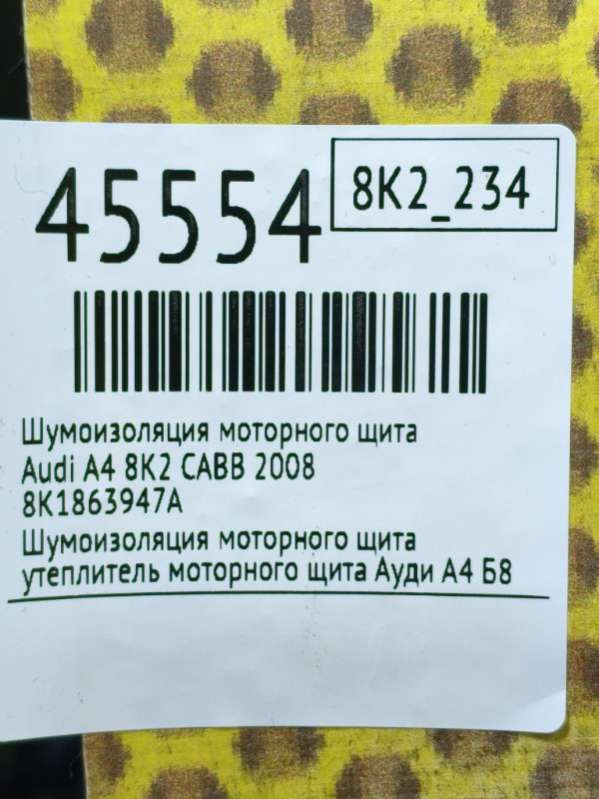 45554
8K2_234
Шумоизоляция моторного щита
Audi A4 8K2 CABB 2008
8K1863947A
Шумоизоляция моторного щита
утеплитель моторного щита Ауди А4 Б8